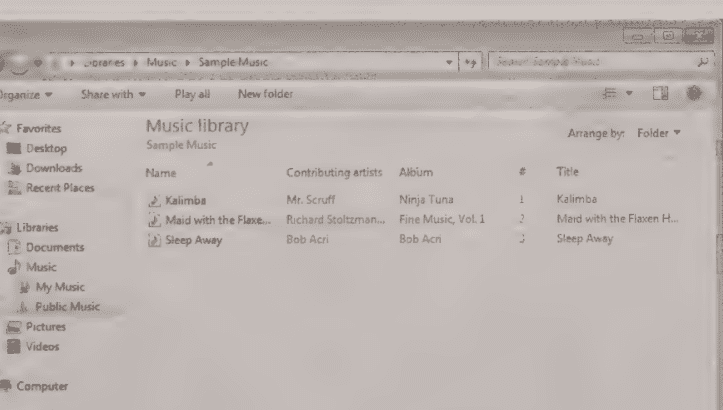 Libraries Music Sample Music
Search Sample Music
Organize Share with Play all New folder
Favorites
Desktop
Downloads
Recent Places
Libraries
Documents
Music
My Music
Public Music
Pictures
Videos
Computer
Music library
Sample Music
Arrange by: Folder
Name Contributing artists Album # Title
Kalimba Mr. Scruff Ninja Tuna 1 Kalimba
Maid with the Flaxe... Richard Stoltzman... Fine Music, Vol. 1 2 Maid with the Flaxen H...
Sleep Away Bob Acri Bob Acri 3 Sleep Away